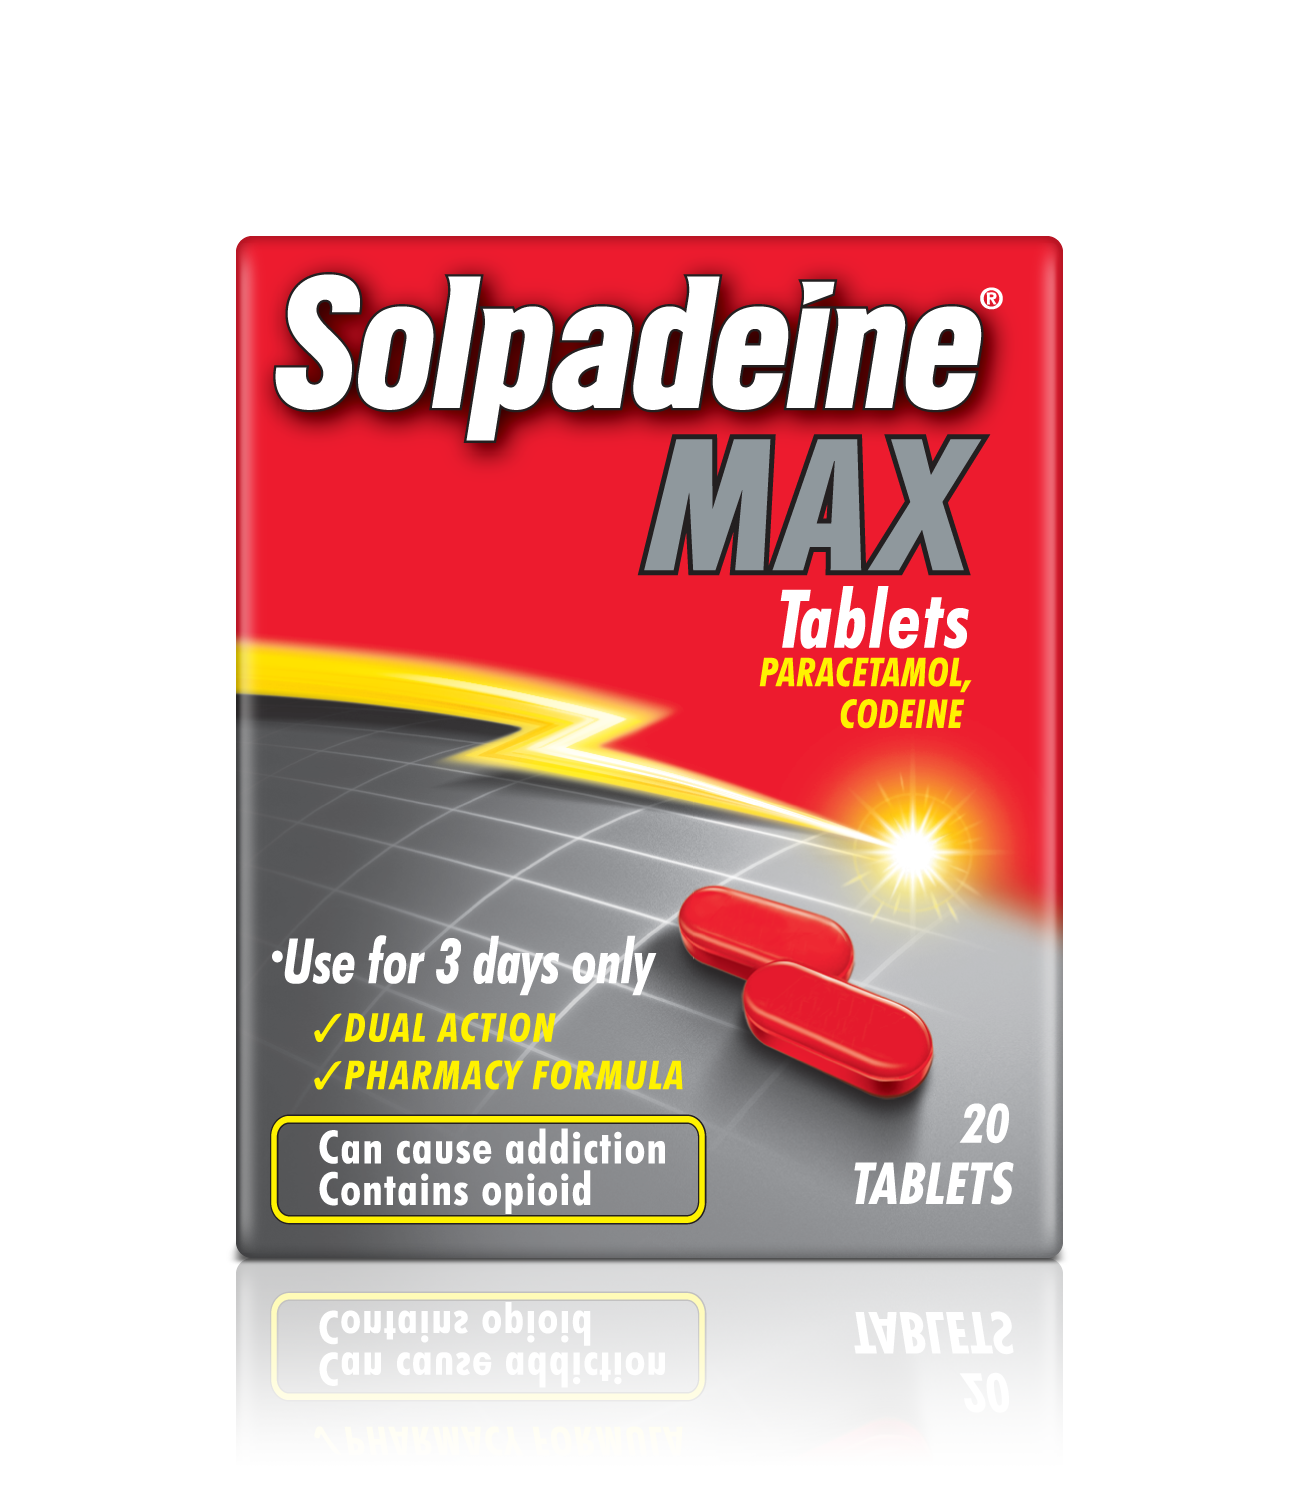 Solpadeine®
MAX
Tablets
PARACETAMOL,
CODEINE
•Use for 3 days only
✓DUAL ACTION
✓PHARMACY FORMULA
Can cause addiction
Contains opioid
20
TABLETS